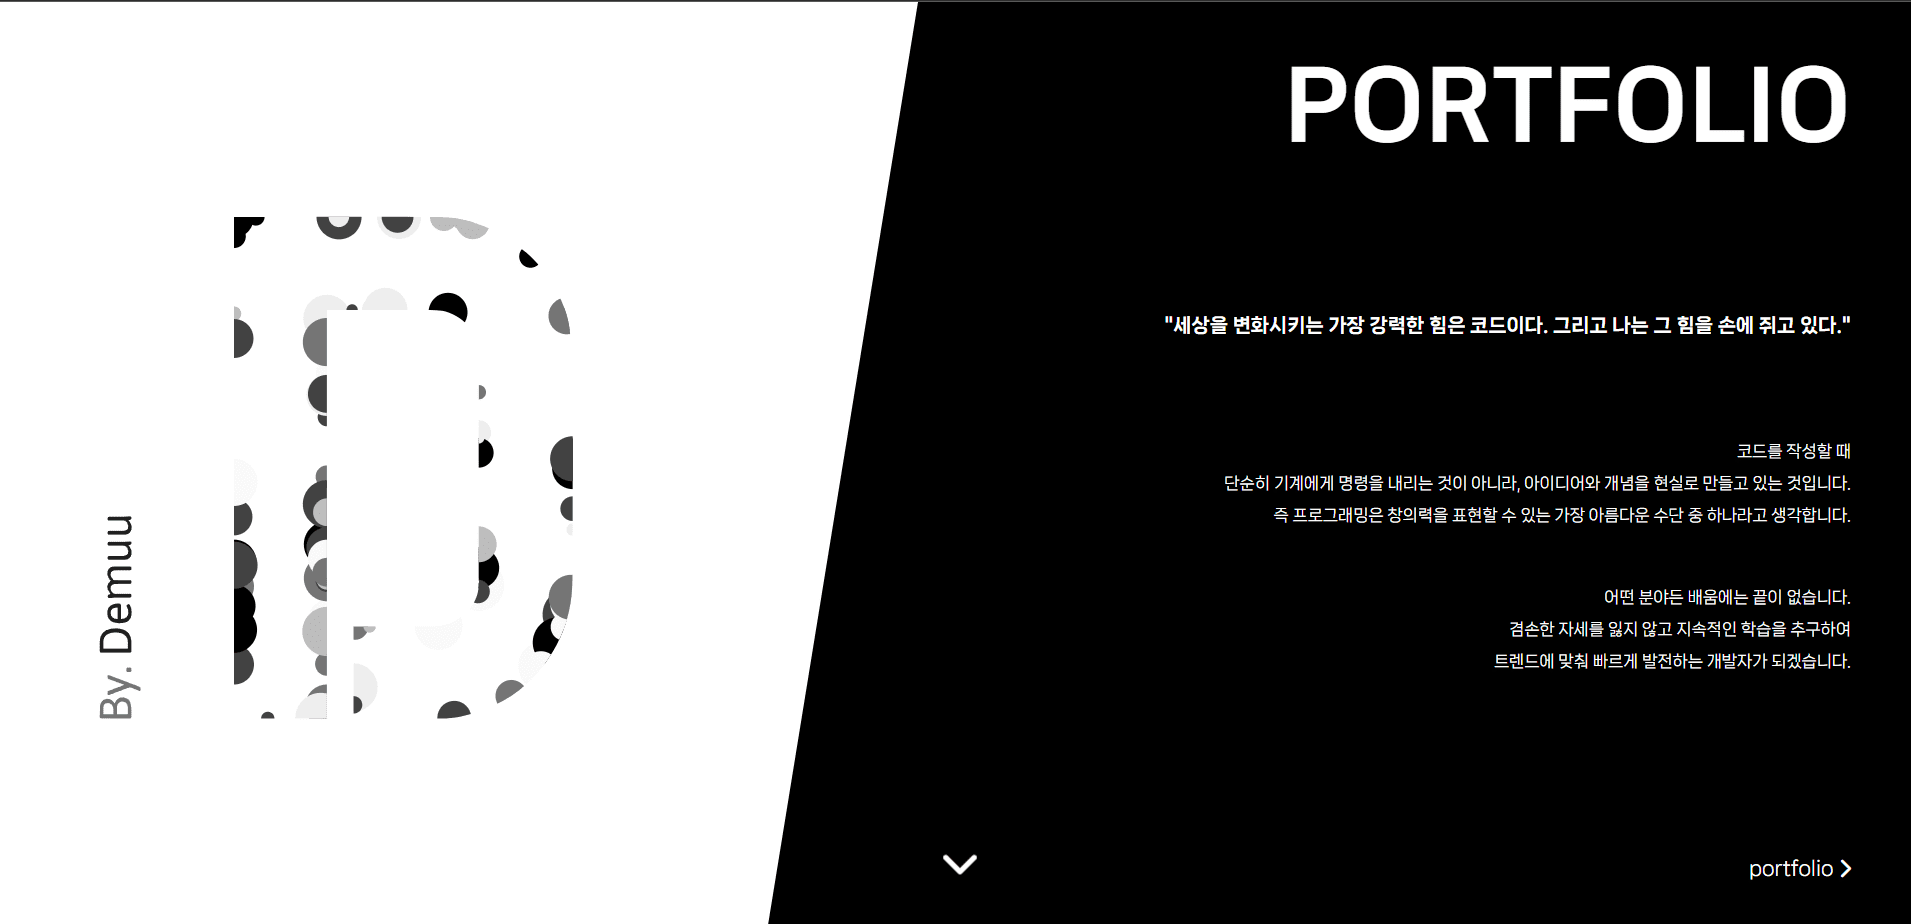 PORTFOLIO
"세상을 변화시키는 가장 강력한 힘은 코드이다. 그리고 나는 그 힘을 손에 쥐고 있다."
코드를 작성할 때
단순히 기계에게 명령을 내리는 것이 아니라, 아이디어와 개념을 현실로 만들고 있는 것입니다.
즉 프로그래밍은 창의력을 표현할 수 있는 가장 아름다운 수단 중 하나라고 생각합니다.
어떤 분야든 배움에는 끝이 없습니다.
겸손한 자세를 잃지 않고 지속적인 학습을 추구하여
트렌드에 맞춰 빠르게 발전하는 개발자가 되겠습니다.
By. Demuu
D
portfolio